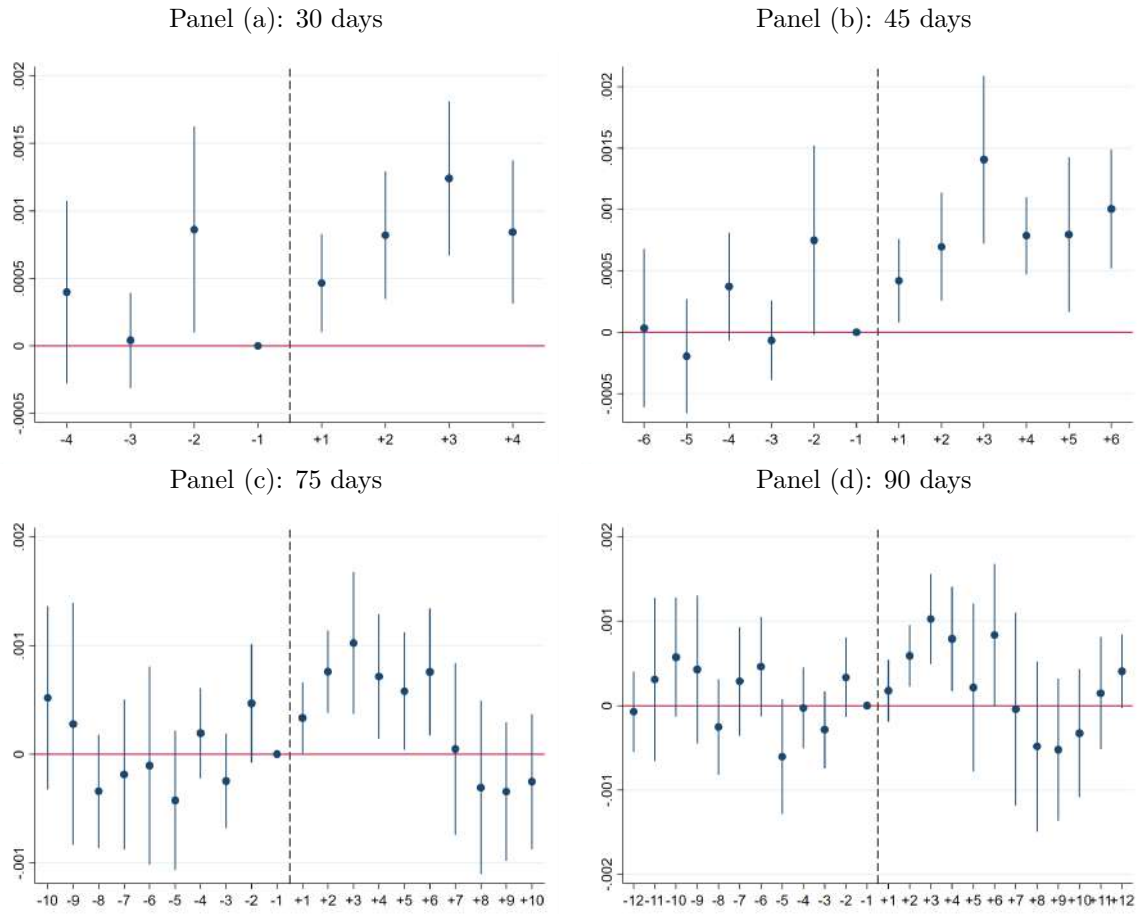 Panel (a): 30 days
.002
.0015
.001
.0005
0
-.0005
-4 -3 -2 -1 +1 +2 +3 +4
Panel (b): 45 days
.002
.0015
.001
.0005
0
-.0005
-6 -5 -4 -3 -2 -1 +1 +2 +3 +4 +5 +6
Panel (c): 75 days
.002
.001
0
-.001
-10 -9 -8 -7 -6 -5 -4 -3 -2 -1 +1 +2 +3 +4 +5 +6 +7 +8 +9 +10
Panel (d): 90 days
.002
.001
0
-.001
-.002
-12 -11 -10 -9 -8 -7 -6 -5 -4 -3 -2 -1 +1 +2 +3 +4 +5 +6 +7 +8 +9 +10 +11 +12